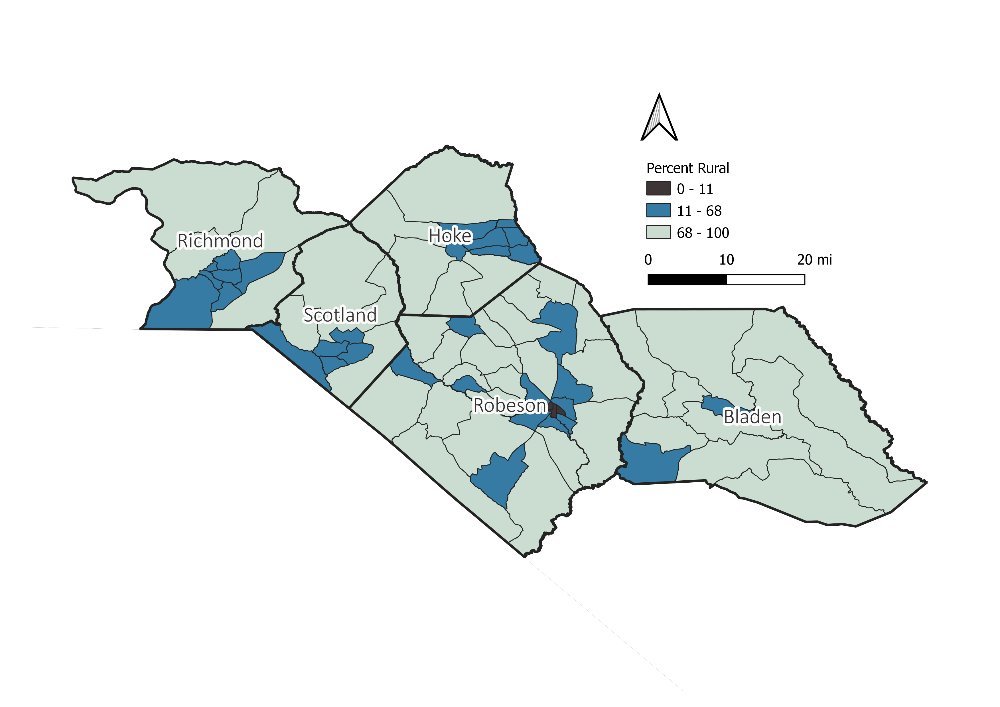 Percent Rural
0 - 11
11 - 68
68 - 100
0 10 20 mi
Richmond
Hoke
Scotland
Robeson
Bladen